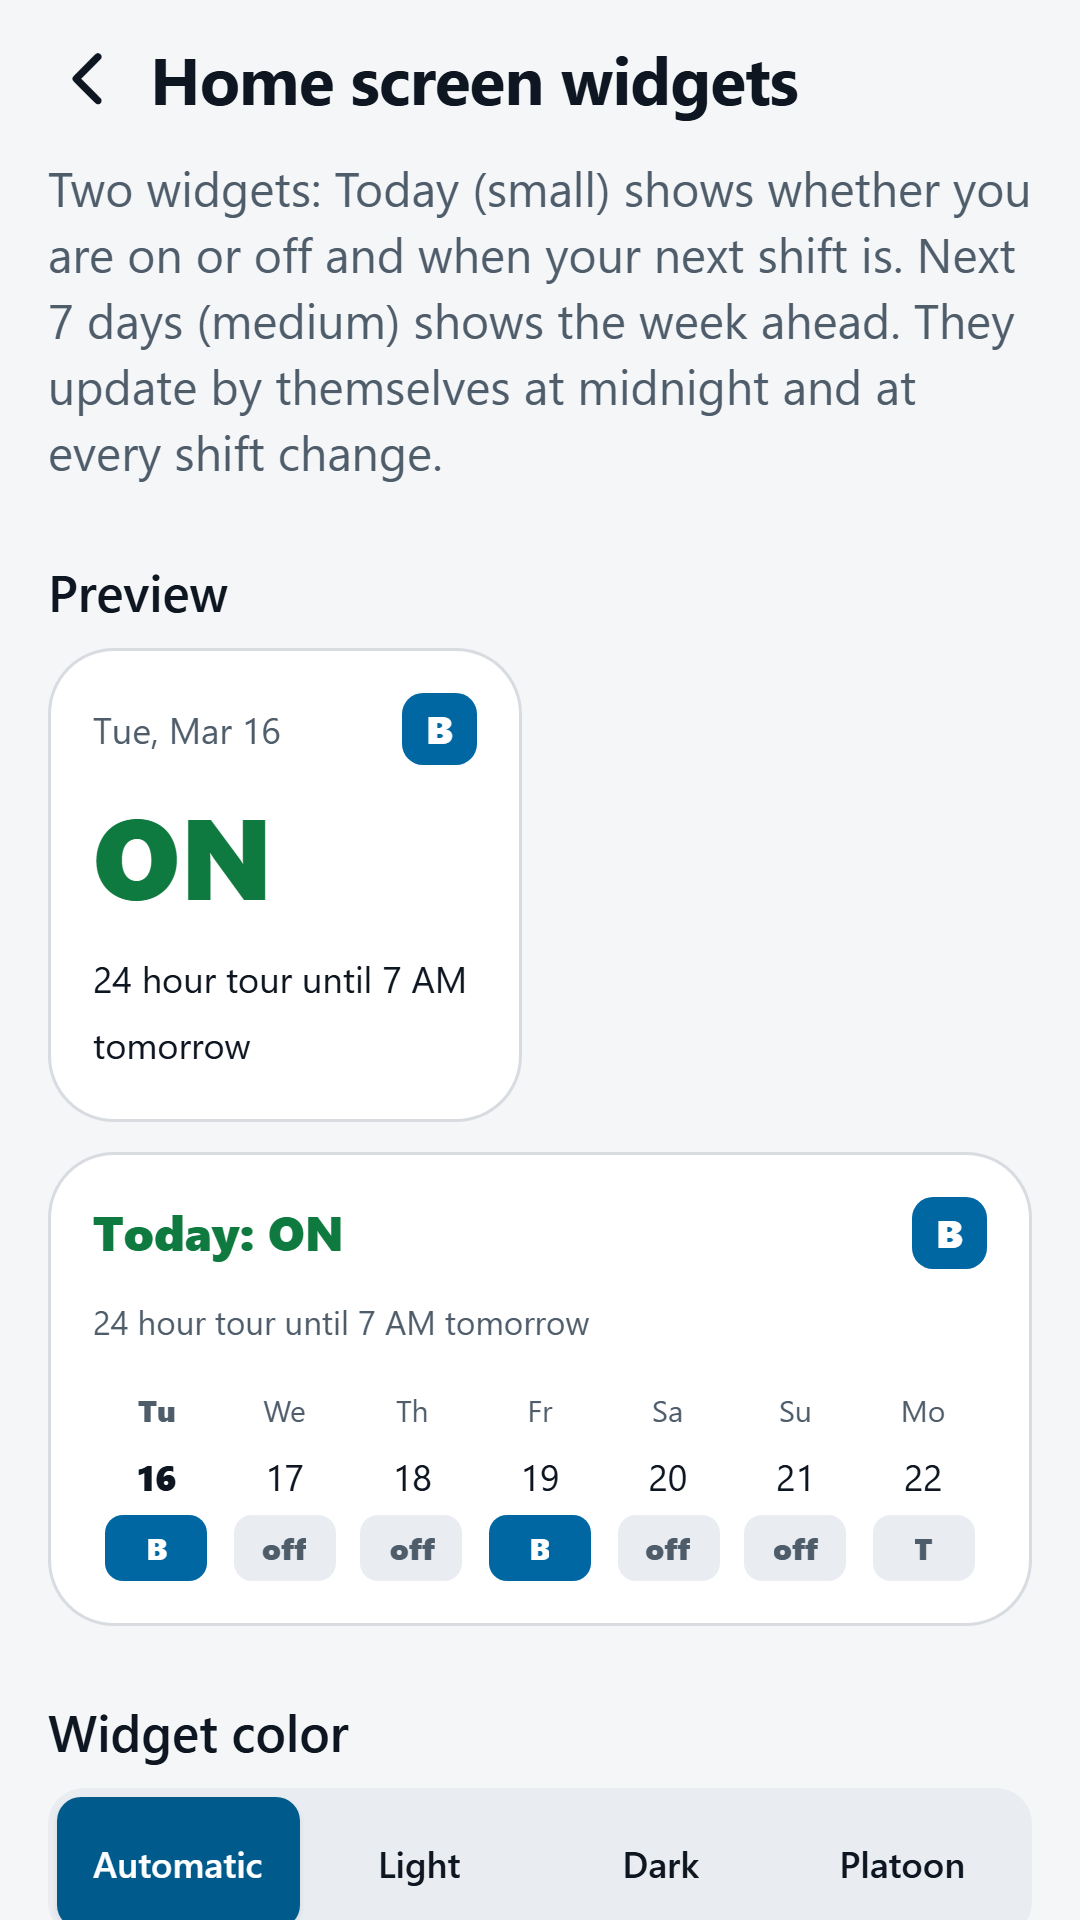 Home screen widgets
Two widgets: Today (small) shows whether you
are on or off and when your next shift is. Next
7 days (medium) shows the week ahead. They
update by themselves at midnight and at
every shift change.
Preview
Tue, Mar 16 B
ON
24 hour tour until 7 AM
tomorrow
Today: ON B
24 hour tour until 7 AM tomorrow
Tu We Th Fr Sa Su Mo
16 17 18 19 20 21 22
B off off B off off T
Widget color
Automatic Light Dark Platoon